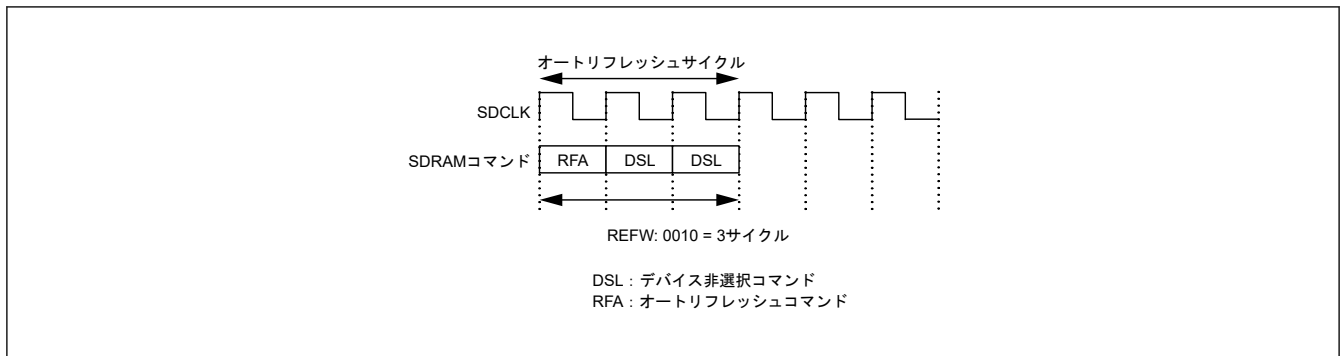 オートリフレッシュサイクル
SDCLK
SDRAMコマンド RFA DSL DSL
REFW: 0010 = 3サイクル
DSL：デバイス非選択コマンド
RFA：オートリフレッシュコマンド